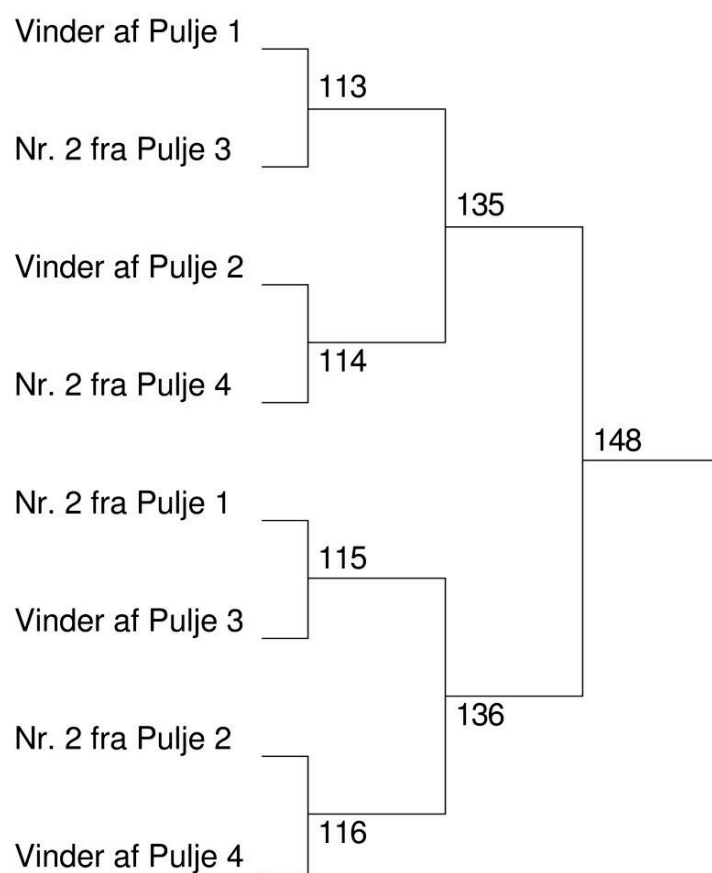 Vinder af Pulje 1
113
Nr. 2 fra Pulje 3
135
Vinder af Pulje 2
114
Nr. 2 fra Pulje 4
148
Nr. 2 fra Pulje 1
115
Vinder af Pulje 3
136
Nr. 2 fra Pulje 2
116
Vinder af Pulje 4